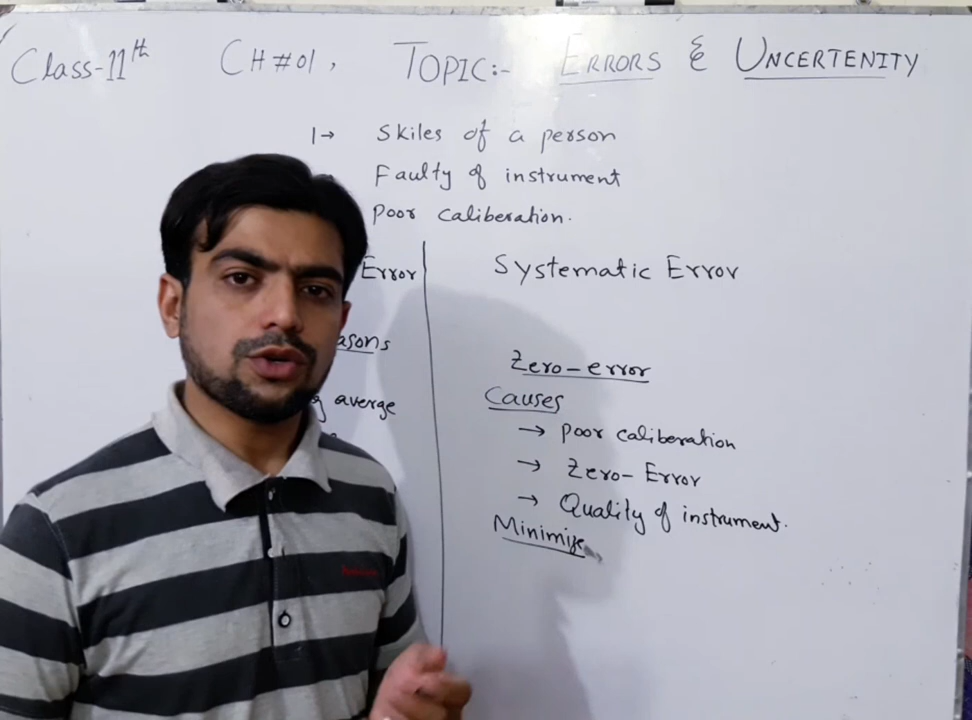 Class-11th CH#01, TOPIC:- ERRORS & UNCERTENITY
1→ Skiles of a person
Faulty of instrument
Poor caliberation.
Error
Systematic Error
asons
averge
Zero-error
Causes
→ Poor caliberation
→ Zero-Error
→ Quality of instrument.
Minimize